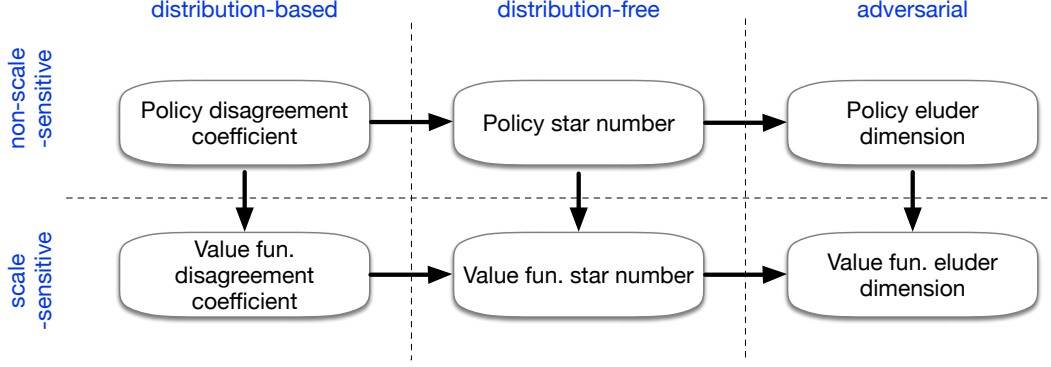 distribution-based
distribution-free
adversarial
non-scale
-sensitive
Policy disagreement
coefficient
Policy star number
Policy eluder
dimension
scale
-sensitive
Value fun.
disagreement
coefficient
Value fun. star number
Value fun. eluder
dimension